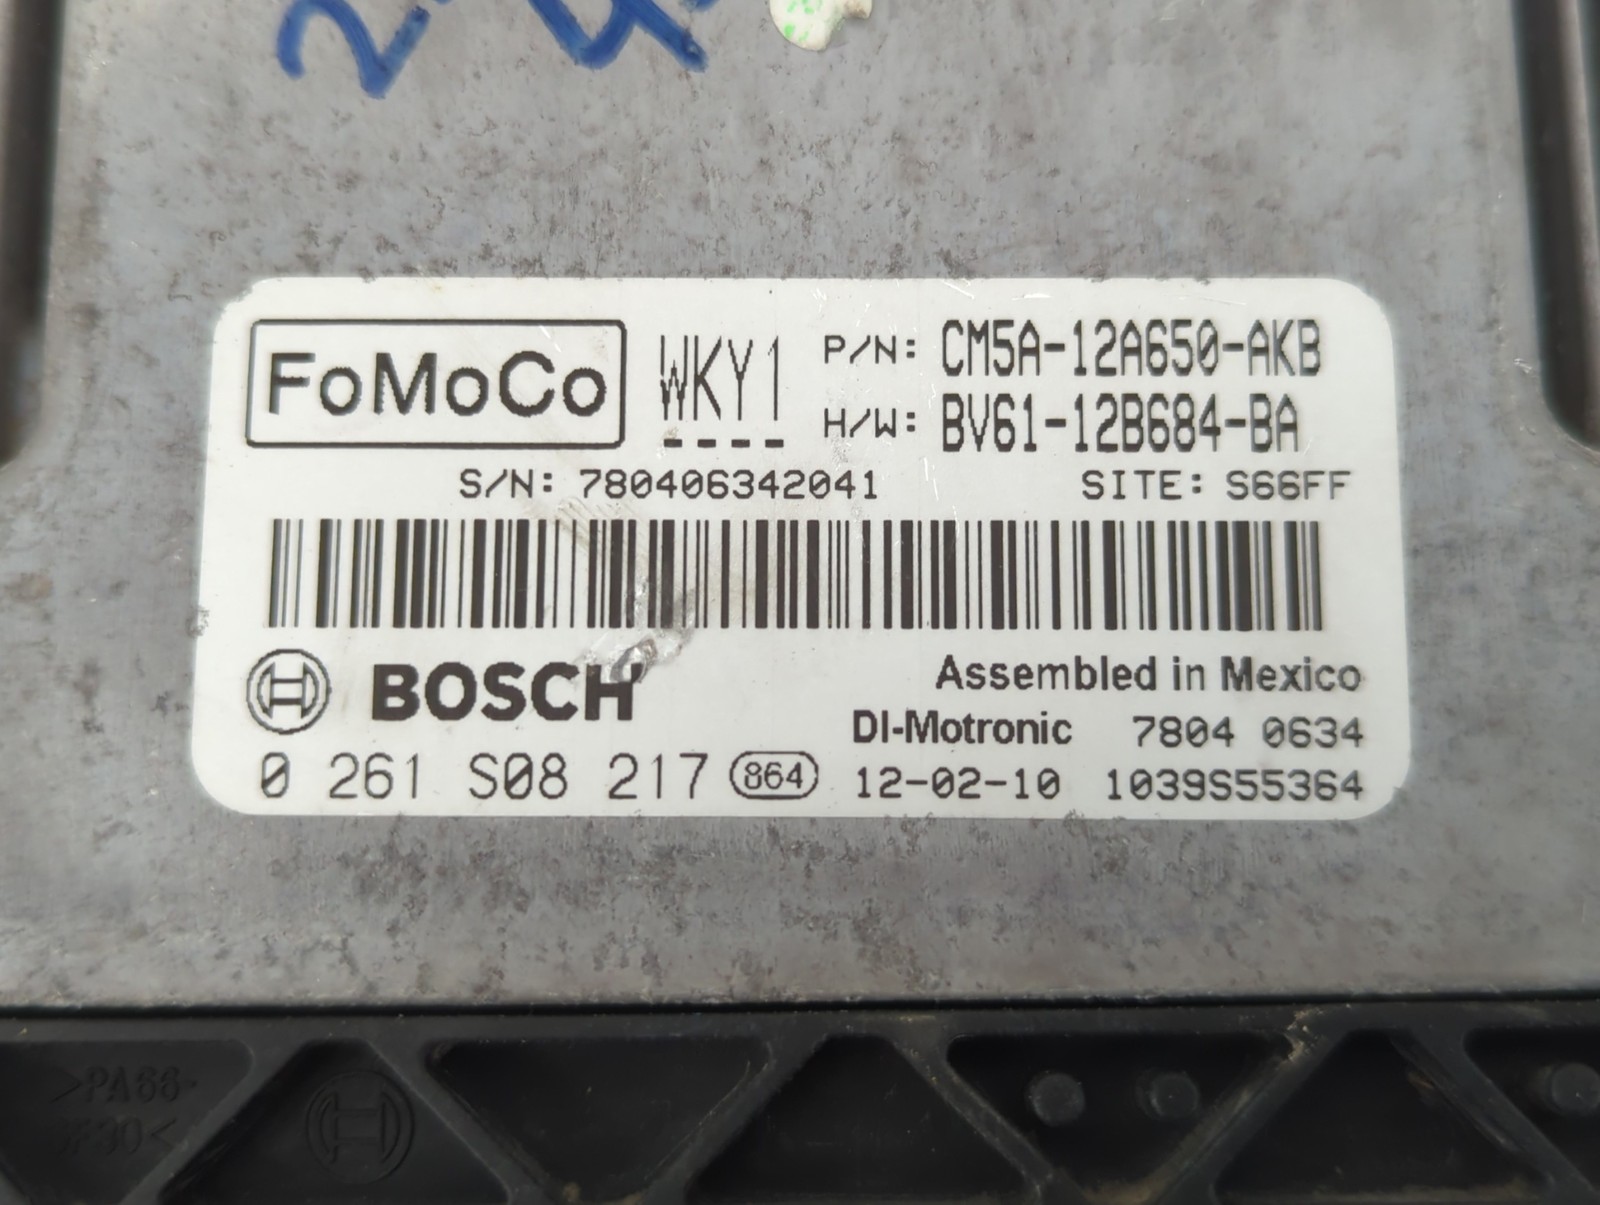 FoMoCo WKY1 P/N: CM5A-12A650-AKB
---- H/W: BV61-12B684-BA
S/N: 780406342041 SITE: S66FF
BOSCH Assembled in Mexico
DI-Motronic 7804 0634
0 261 S08 217 864 12-02-10 1039S55364
>PA66-